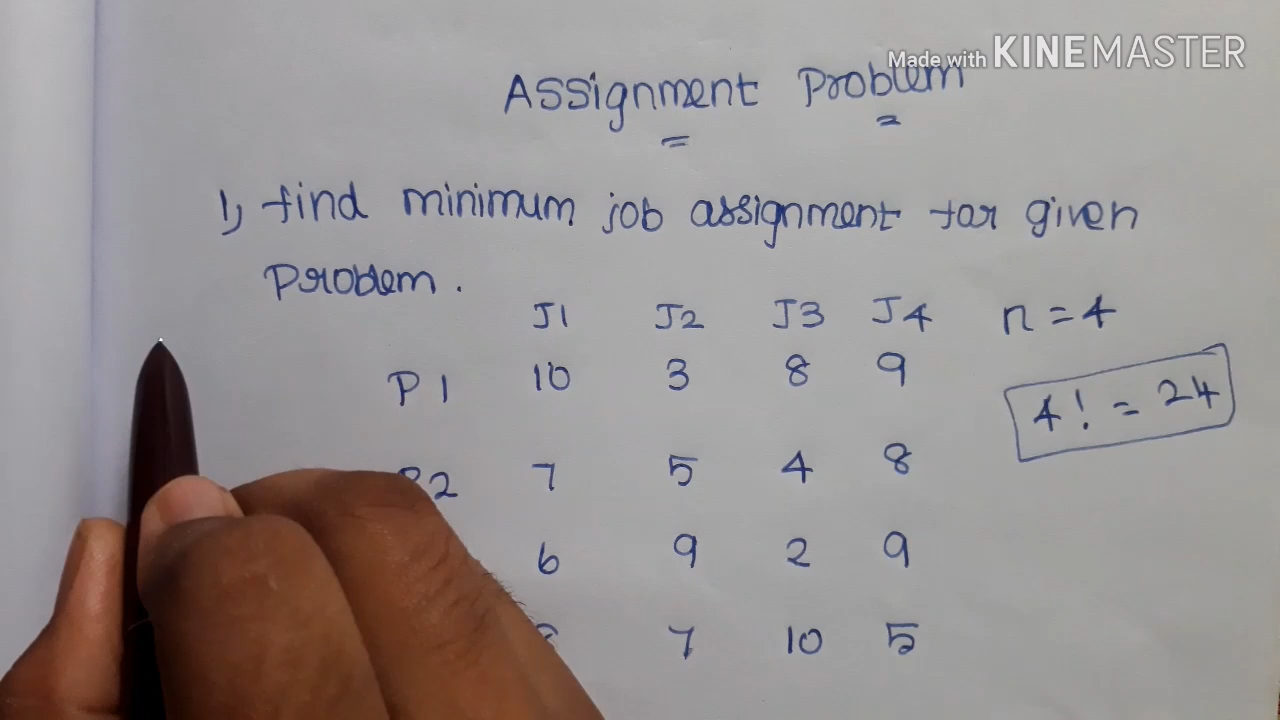 Made with KINEMASTER
Assignment Problem
1, find minimum job assignment for given
Problem.
J1 J2 J3 J4 n=4
P1 10 3 8 9
4! = 24
2 7 5 4 8
6 9 2 9
7 10 5